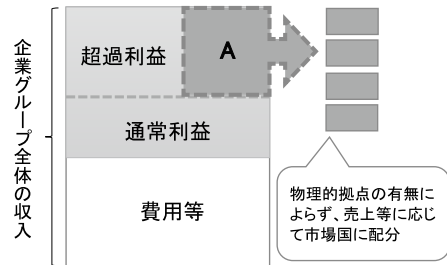 企業グループ全体の収入
超過利益
A
通常利益
費用等
物理的拠点の有無に
よらず、売上等に応じ
て市場国に配分